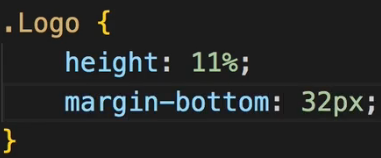 .Logo {
    height: 11%;
    margin-bottom: 32px;
}